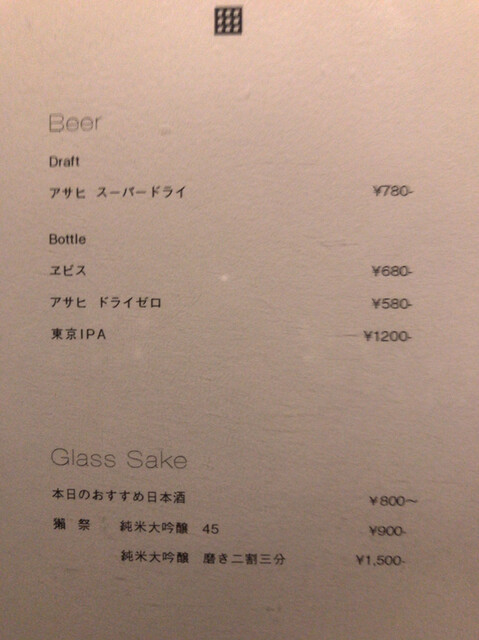 Beer
Draft
アサヒ スーパードライ ¥780-
Bottle
ヱビス ¥680-
アサヒ ドライゼロ ¥580-
東京IPA ¥1200-
Glass Sake
本日のおすすめ日本酒 ¥800～
獺 祭 純米大吟醸 45 ¥900-
純米大吟醸 磨き二割三分 ¥1,500-